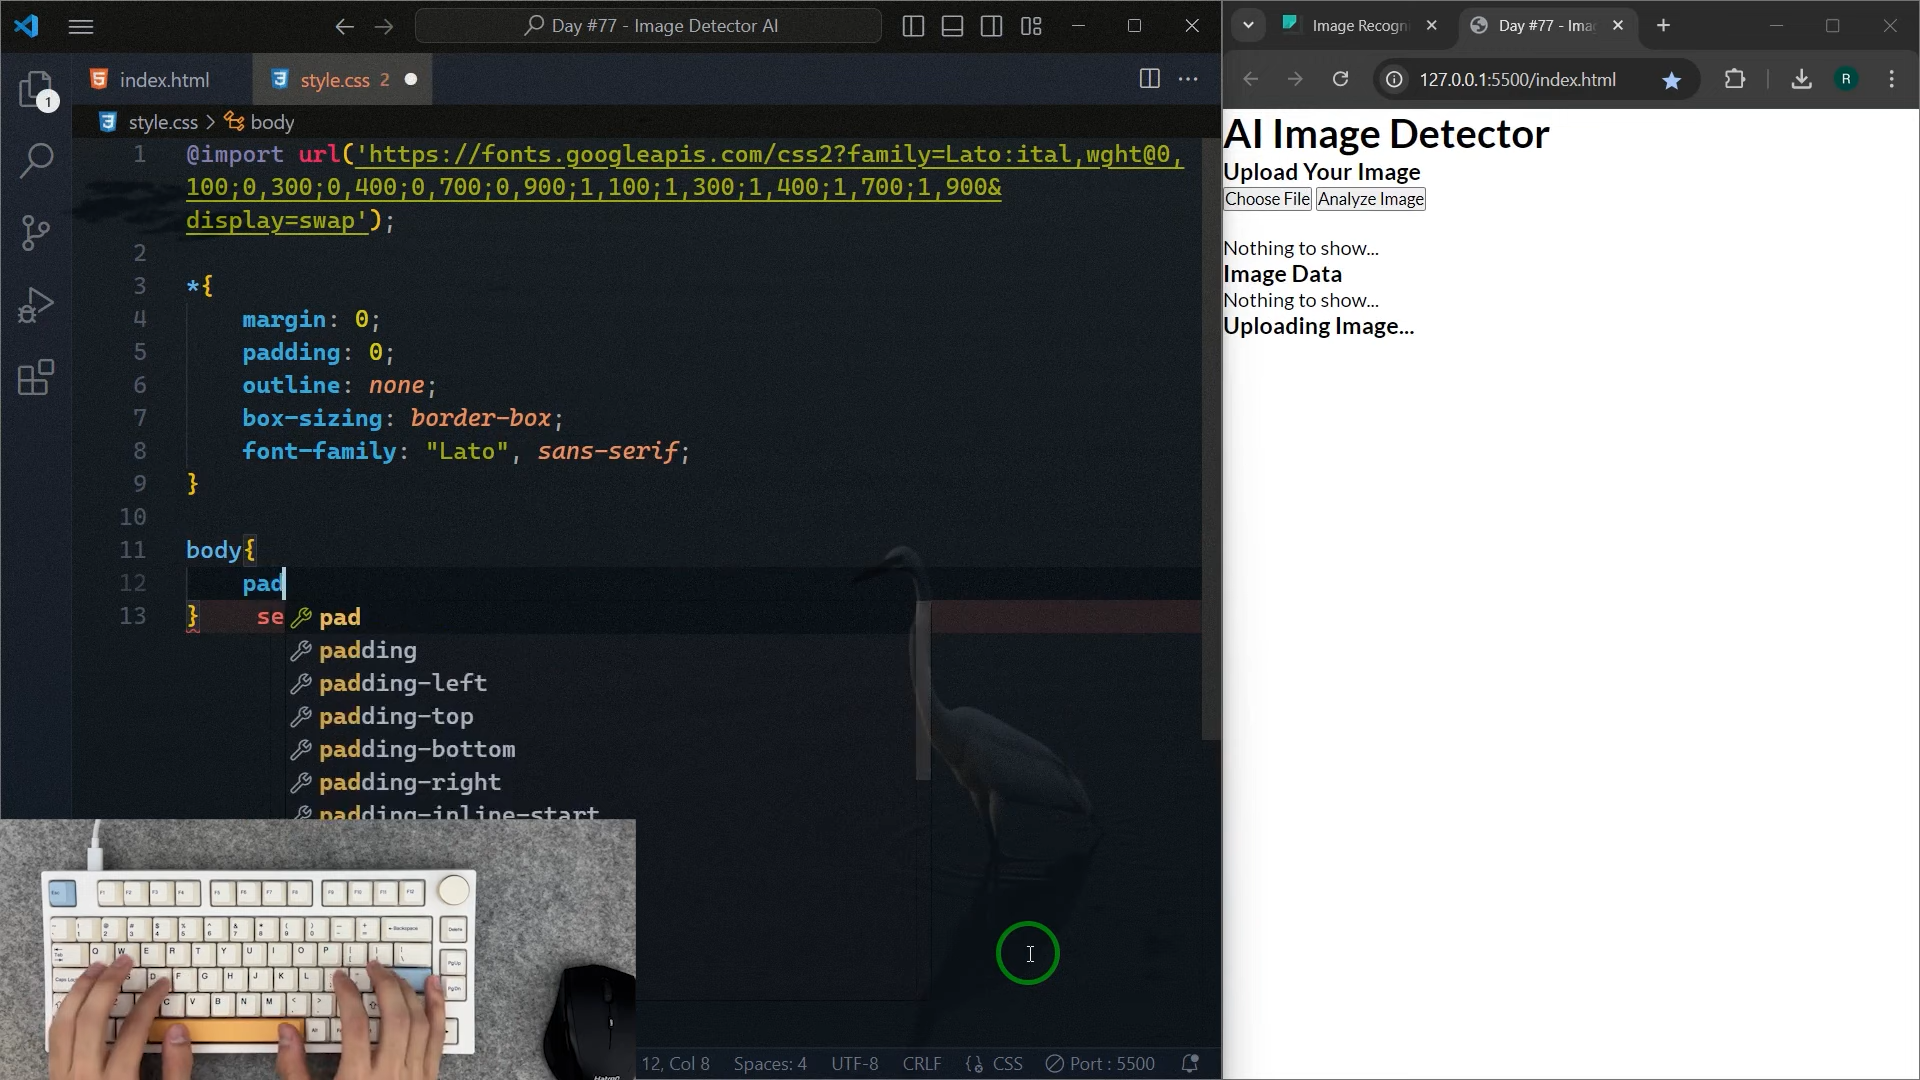 Day #77 - Image Detector AI
index.html
style.css 2
1
style.css > body
1 @import url('https://fonts.googleapis.com/css2?family=Lato:ital,wght@0,
100;0,300;0,400;0,700;0,900;1,100;1,300;1,400;1,700;1,900&
display=swap');
2
3 *{
4 margin: 0;
5 padding: 0;
6 outline: none;
7 box-sizing: border-box;
8 font-family: "Lato", sans-serif;
9 }
10
11 body{
12 pad
13 } se
pad
padding
padding-left
padding-top
padding-bottom
padding-right
padding-inline-start
12, Col 8 Spaces: 4 UTF-8 CRLF {} CSS Port : 5500
Image Recogn
Day #77 - Ima
127.0.0.1:5500/index.html
R
AI Image Detector
Upload Your Image
Choose File Analyze Image
Nothing to show...
Image Data
Nothing to show...
Uploading Image...